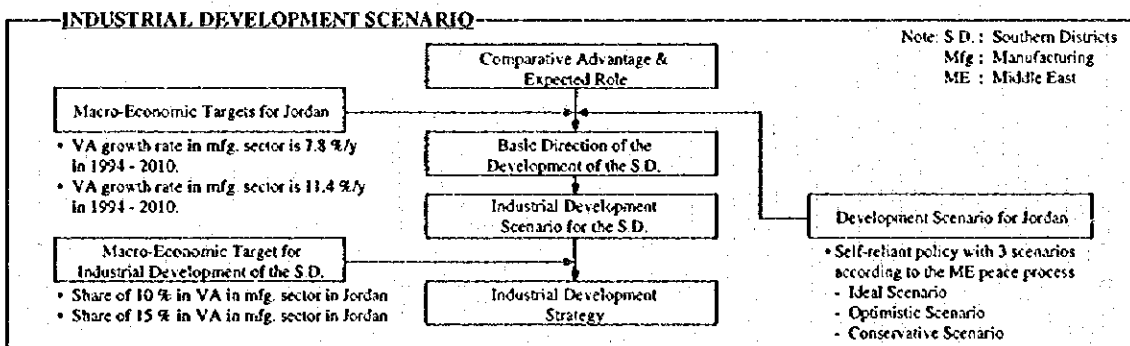 INDUSTRIAL DEVELOPMENT SCENARIO
Note: S.D. : Southern Districts
Mfg : Manufacturing
ME : Middle East
Comparative Advantage &
Expected Role
Macro-Economic Targets for Jordan
• VA growth rate in mfg. sector is 7.8 %/y
in 1994 - 2010.
• VA growth rate in mfg. sector is 11.4 %/y
in 1994 - 2010.
Basic Direction of the
Development of the S.D.
Industrial Development
Scenario for the S.D.
Development Scenario for Jordan
• Self-reliant policy with 3 scenarios
according to the ME peace process
- Ideal Scenario
- Optimistic Scenario
- Conservative Scenario
Macro-Economic Target for
Industrial Development of the S.D.
• Share of 10 % in VA in mfg. sector in Jordan
• Share of 15 % in VA in mfg. sector in Jordan
Industrial Development
Strategy